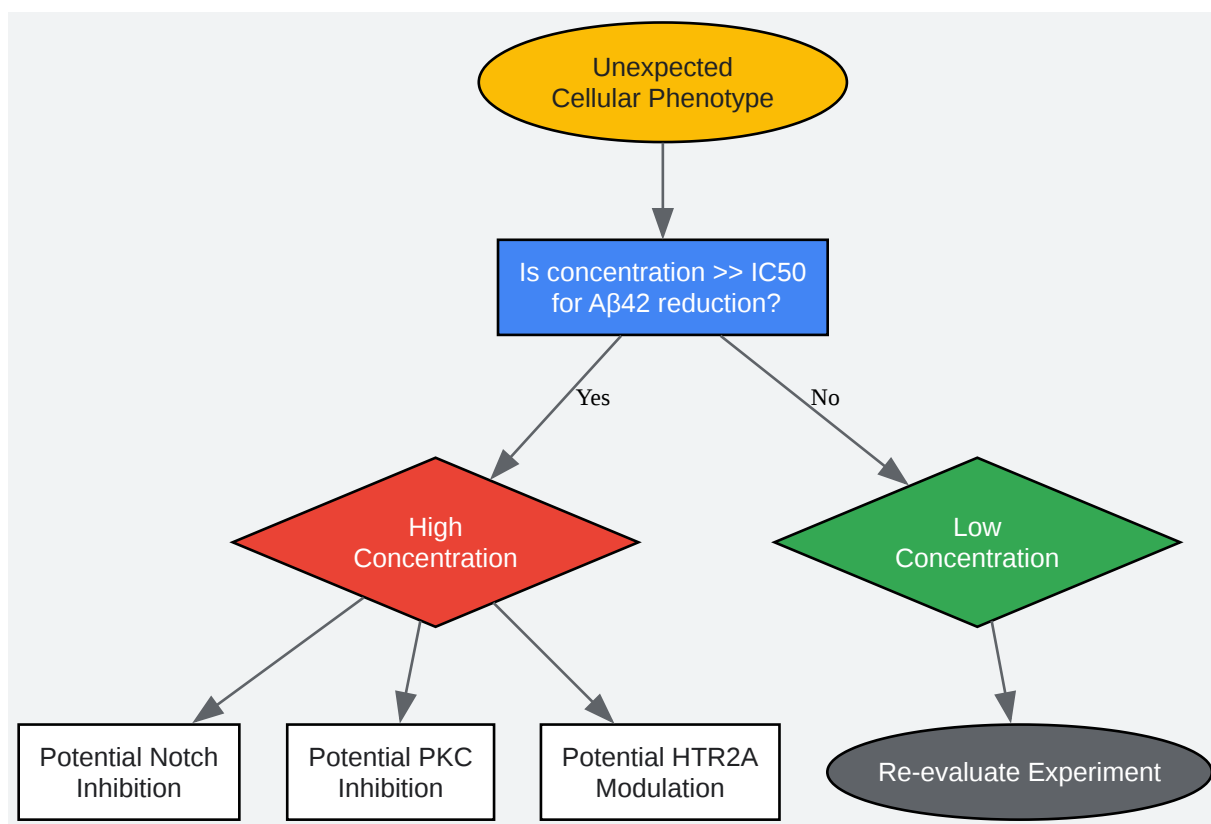 Unexpected
Cellular Phenotype
Is concentration >> IC50
for Aβ42 reduction?
Yes
No
High
Concentration
Low
Concentration
Potential Notch
Inhibition
Potential PKC
Inhibition
Potential HTR2A
Modulation
Re-evaluate Experiment